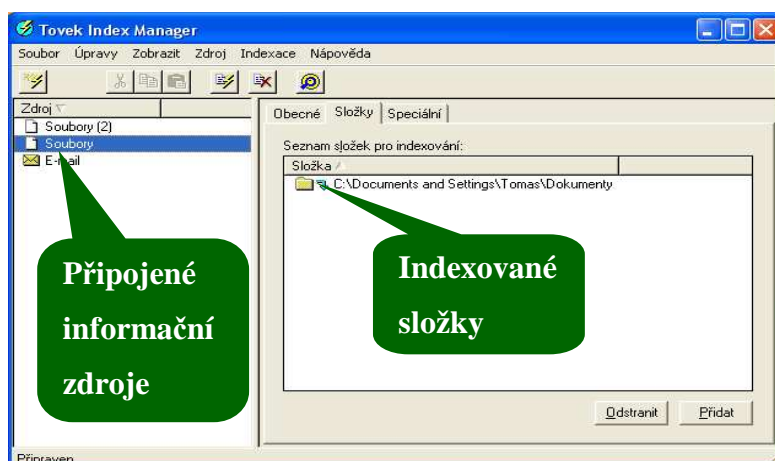 Tovek Index Manager
Soubor Úpravy Zobrazit Zdroj Indexace Nápověda
Zdroj
Soubory (2)
Soubory
E-mail
Obecné Složky Speciální
Seznam složek pro indexování:
Složka
C:\Documents and Settings\Tomas\Dokumenty
Připojené
informační
zdroje
Indexované
složky
Odstranit Přidat
Připraven